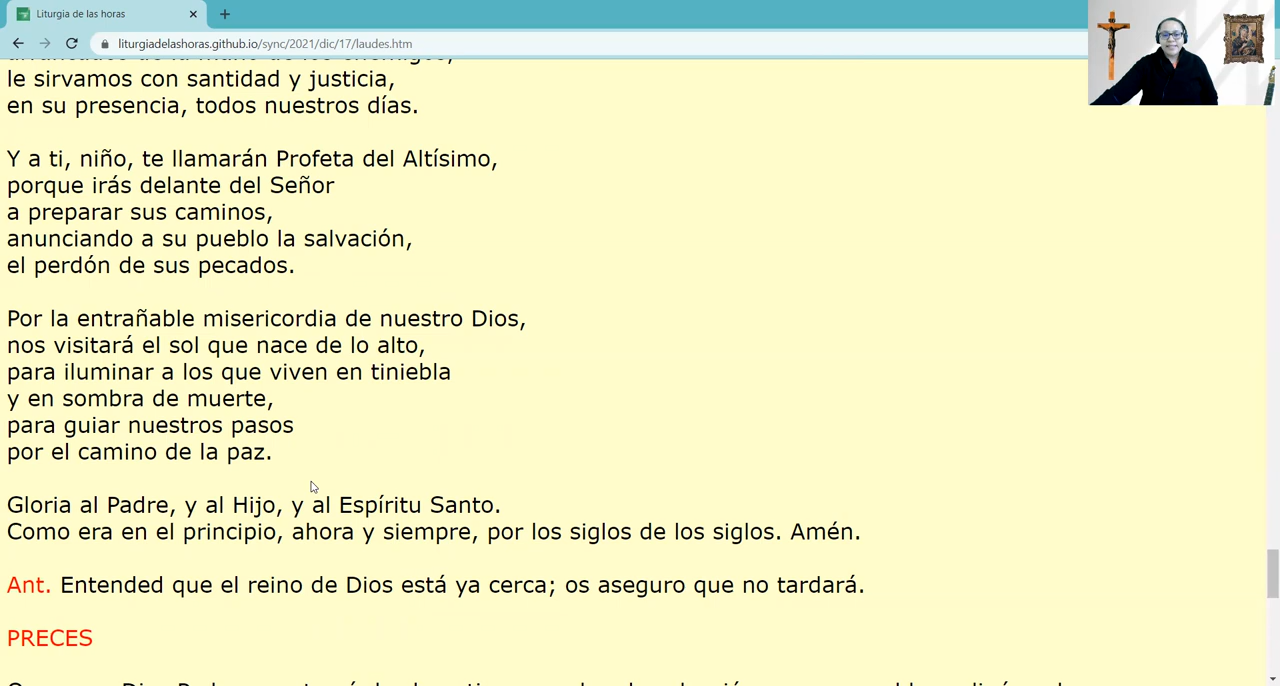 Liturgia de las horas
liturgiadelashoras.github.io/sync/2021/dic/17/laudes.htm
le sirvamos con santidad y justicia,
en su presencia, todos nuestros días.
Y a ti, niño, te llamarán Profeta del Altísimo,
porque irás delante del Señor
a preparar sus caminos,
anunciando a su pueblo la salvación,
el perdón de sus pecados.
Por la entrañable misericordia de nuestro Dios,
nos visitará el sol que nace de lo alto,
para iluminar a los que viven en tiniebla
y en sombra de muerte,
para guiar nuestros pasos
por el camino de la paz.
Gloria al Padre, y al Hijo, y al Espíritu Santo.
Como era en el principio, ahora y siempre, por los siglos de los siglos. Amén.
Ant. Entended que el reino de Dios está ya cerca; os aseguro que no tardará.
PRECES